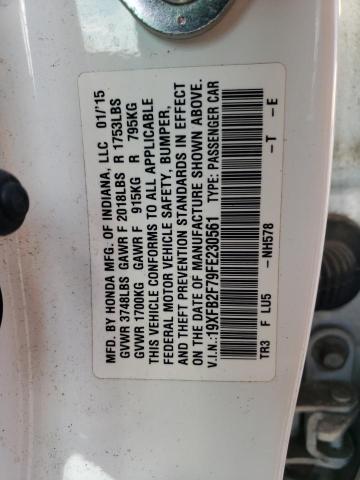 MFD. BY HONDA MFG. OF INDIANA, LLC 01/'15
GVWR 3748LBS GAWR F 2018LBS R 1753LBS
GVWR 1700KG GAWR F 915KG R 795KG
THIS VEHICLE CONFORMS TO ALL APPLICABLE
FEDERAL MOTOR VEHICLE SAFETY, BUMPER,
AND THEFT PREVENTION STANDARDS IN EFFECT
ON THE DATE OF MANUFACTURE SHOWN ABOVE.
V.I.N.:19XFB2F79FE230561 TYPE: PASSENGER CAR
TR3 F LU5 -NH578 -T -E